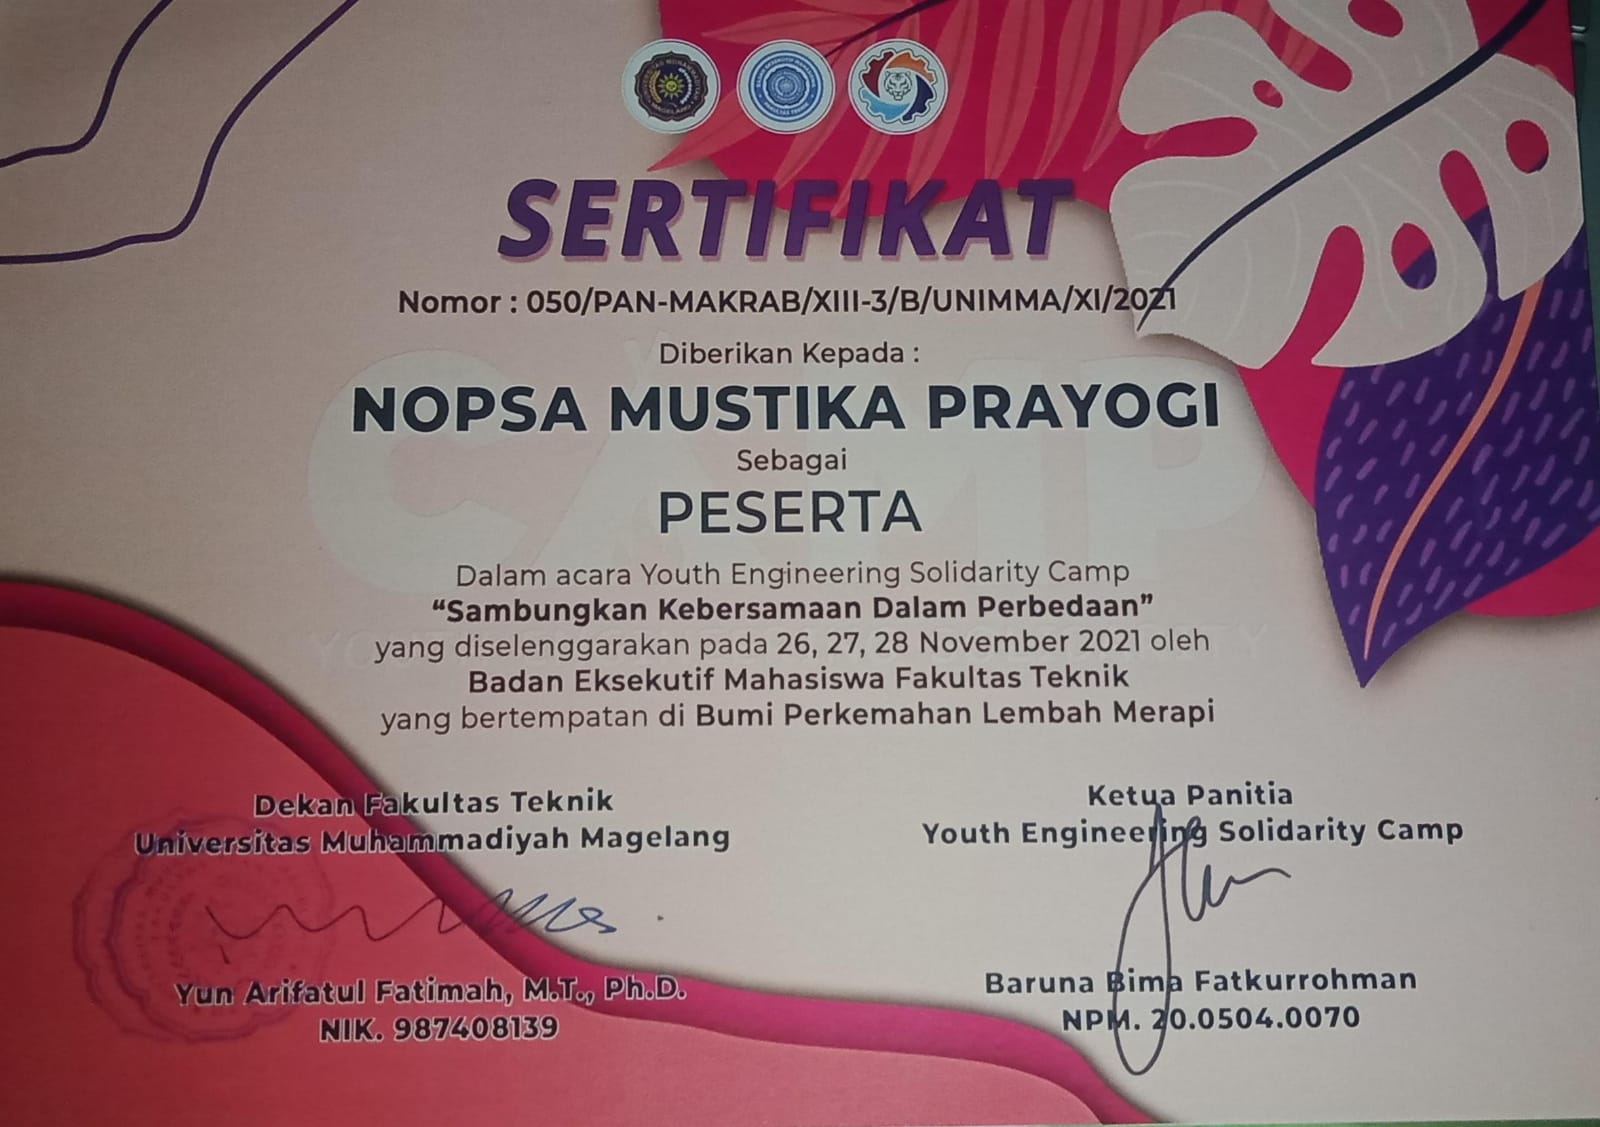 SERTIFIKAT
Nomor : 050/PAN-MAKRAB/XIII-3/B/UNIMMA/XI/2021
Diberikan Kepada :
NOPSA MUSTIKA PRAYOGI
Sebagai
PESERTA
CAMP
Dalam acara Youth Engineering Solidarity Camp
“Sambungkan Kebersamaan Dalam Perbedaan”
yang diselenggarakan pada 26, 27, 28 November 2021 oleh
Badan Eksekutif Mahasiswa Fakultas Teknik
yang bertempatan di Bumi Perkemahan Lembah Merapi
Dekan Fakultas Teknik
Universitas Muhammadiyah Magelang
Yun Arifatul Fatimah, M.T., Ph.D.
NIK. 987408139
Ketua Panitia
Youth Engineering Solidarity Camp
Baruna Bima Fatkurrohman
NPM. 20.0504.0070